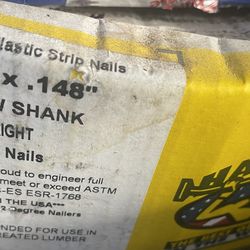 lastic Strip Nails
x .148"
SHANK
IGHT
Nails
oud to engineer full
meet or exceed ASTM
-ES ESR-1768
IN THE USA***
Degree Nailers
NDED FOR USE IN
REATED LUMBER